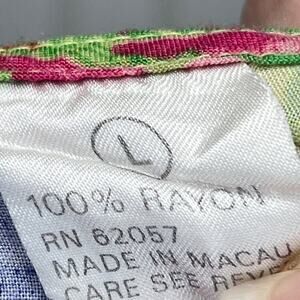 L
100% RAYON
RN 62057
MADE IN MACAU
CARE SEE